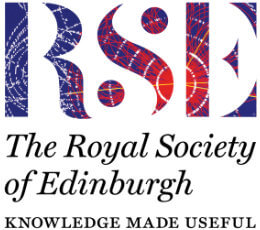 RSE
The Royal Society
of Edinburgh
KNOWLEDGE MADE USEFUL